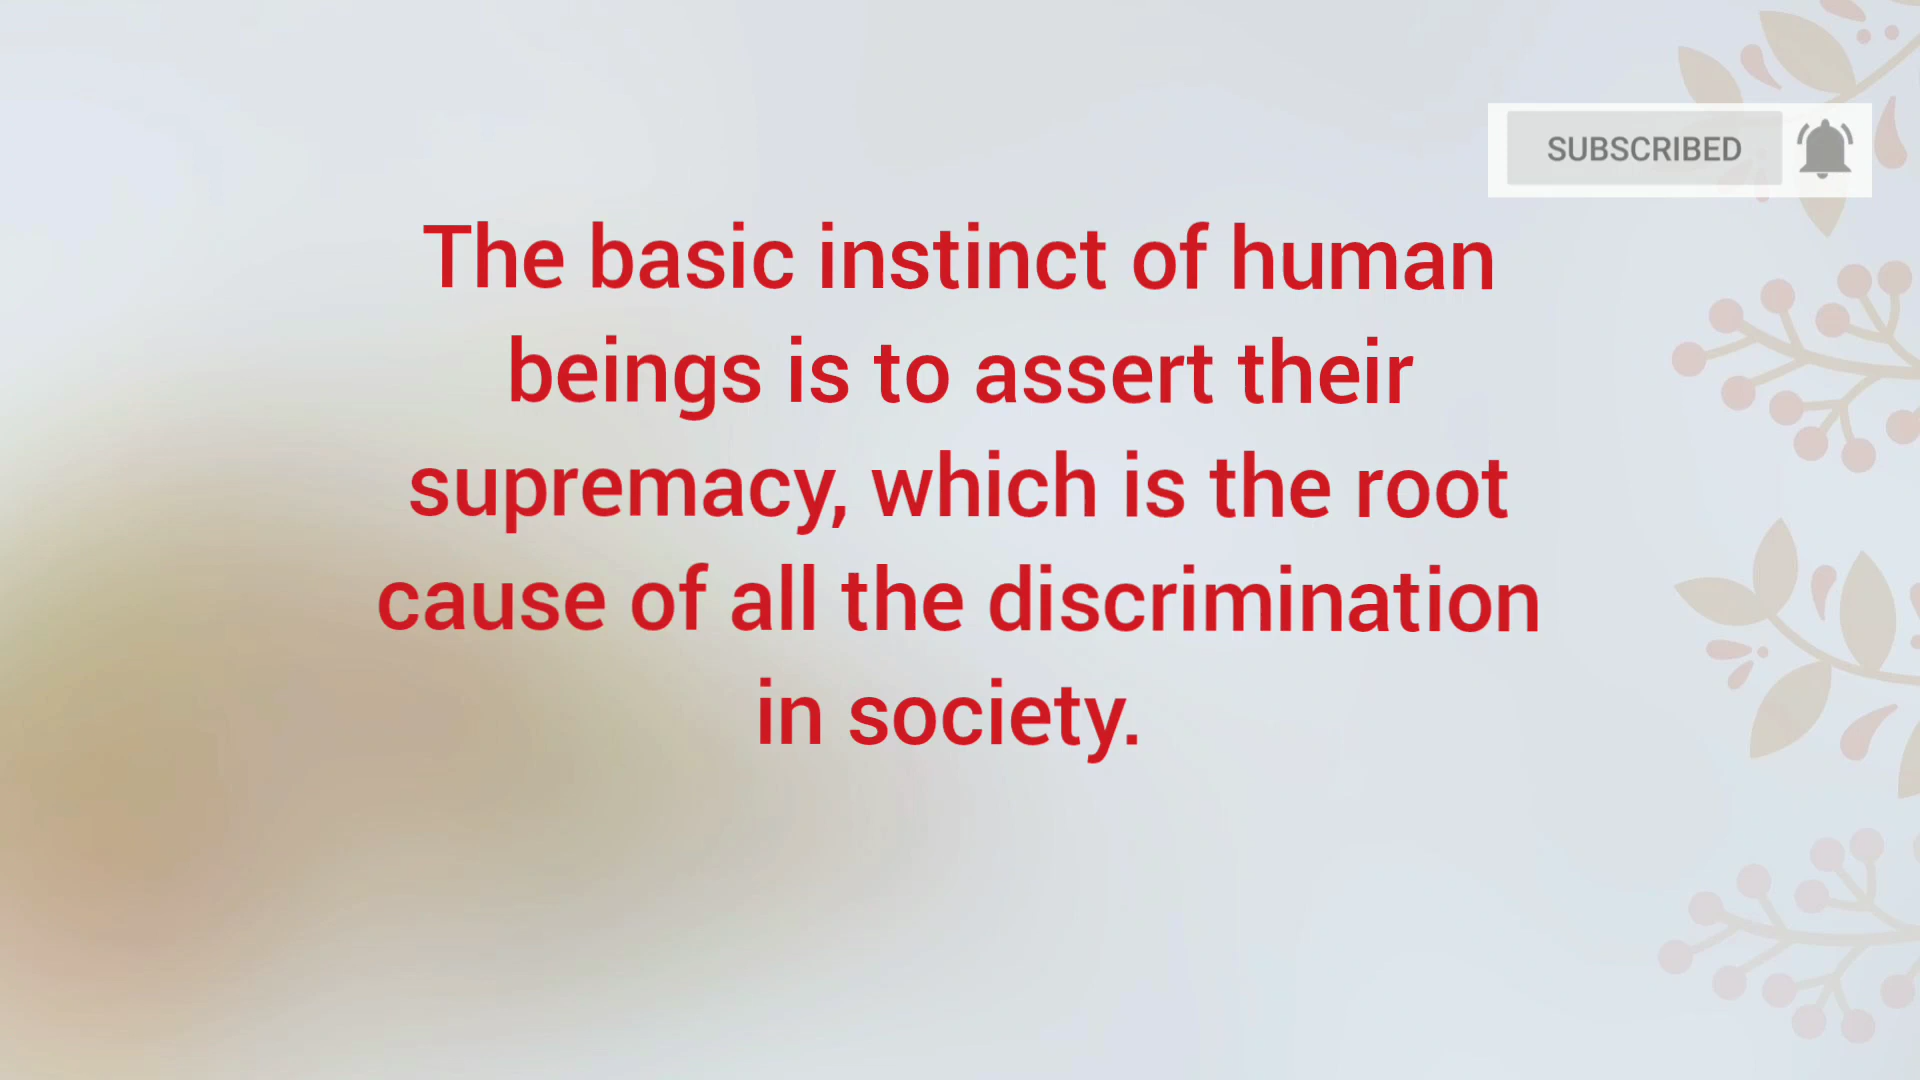 SUBSCRIBED
The basic instinct of human
beings is to assert their
supremacy, which is the root
cause of all the discrimination
in society.